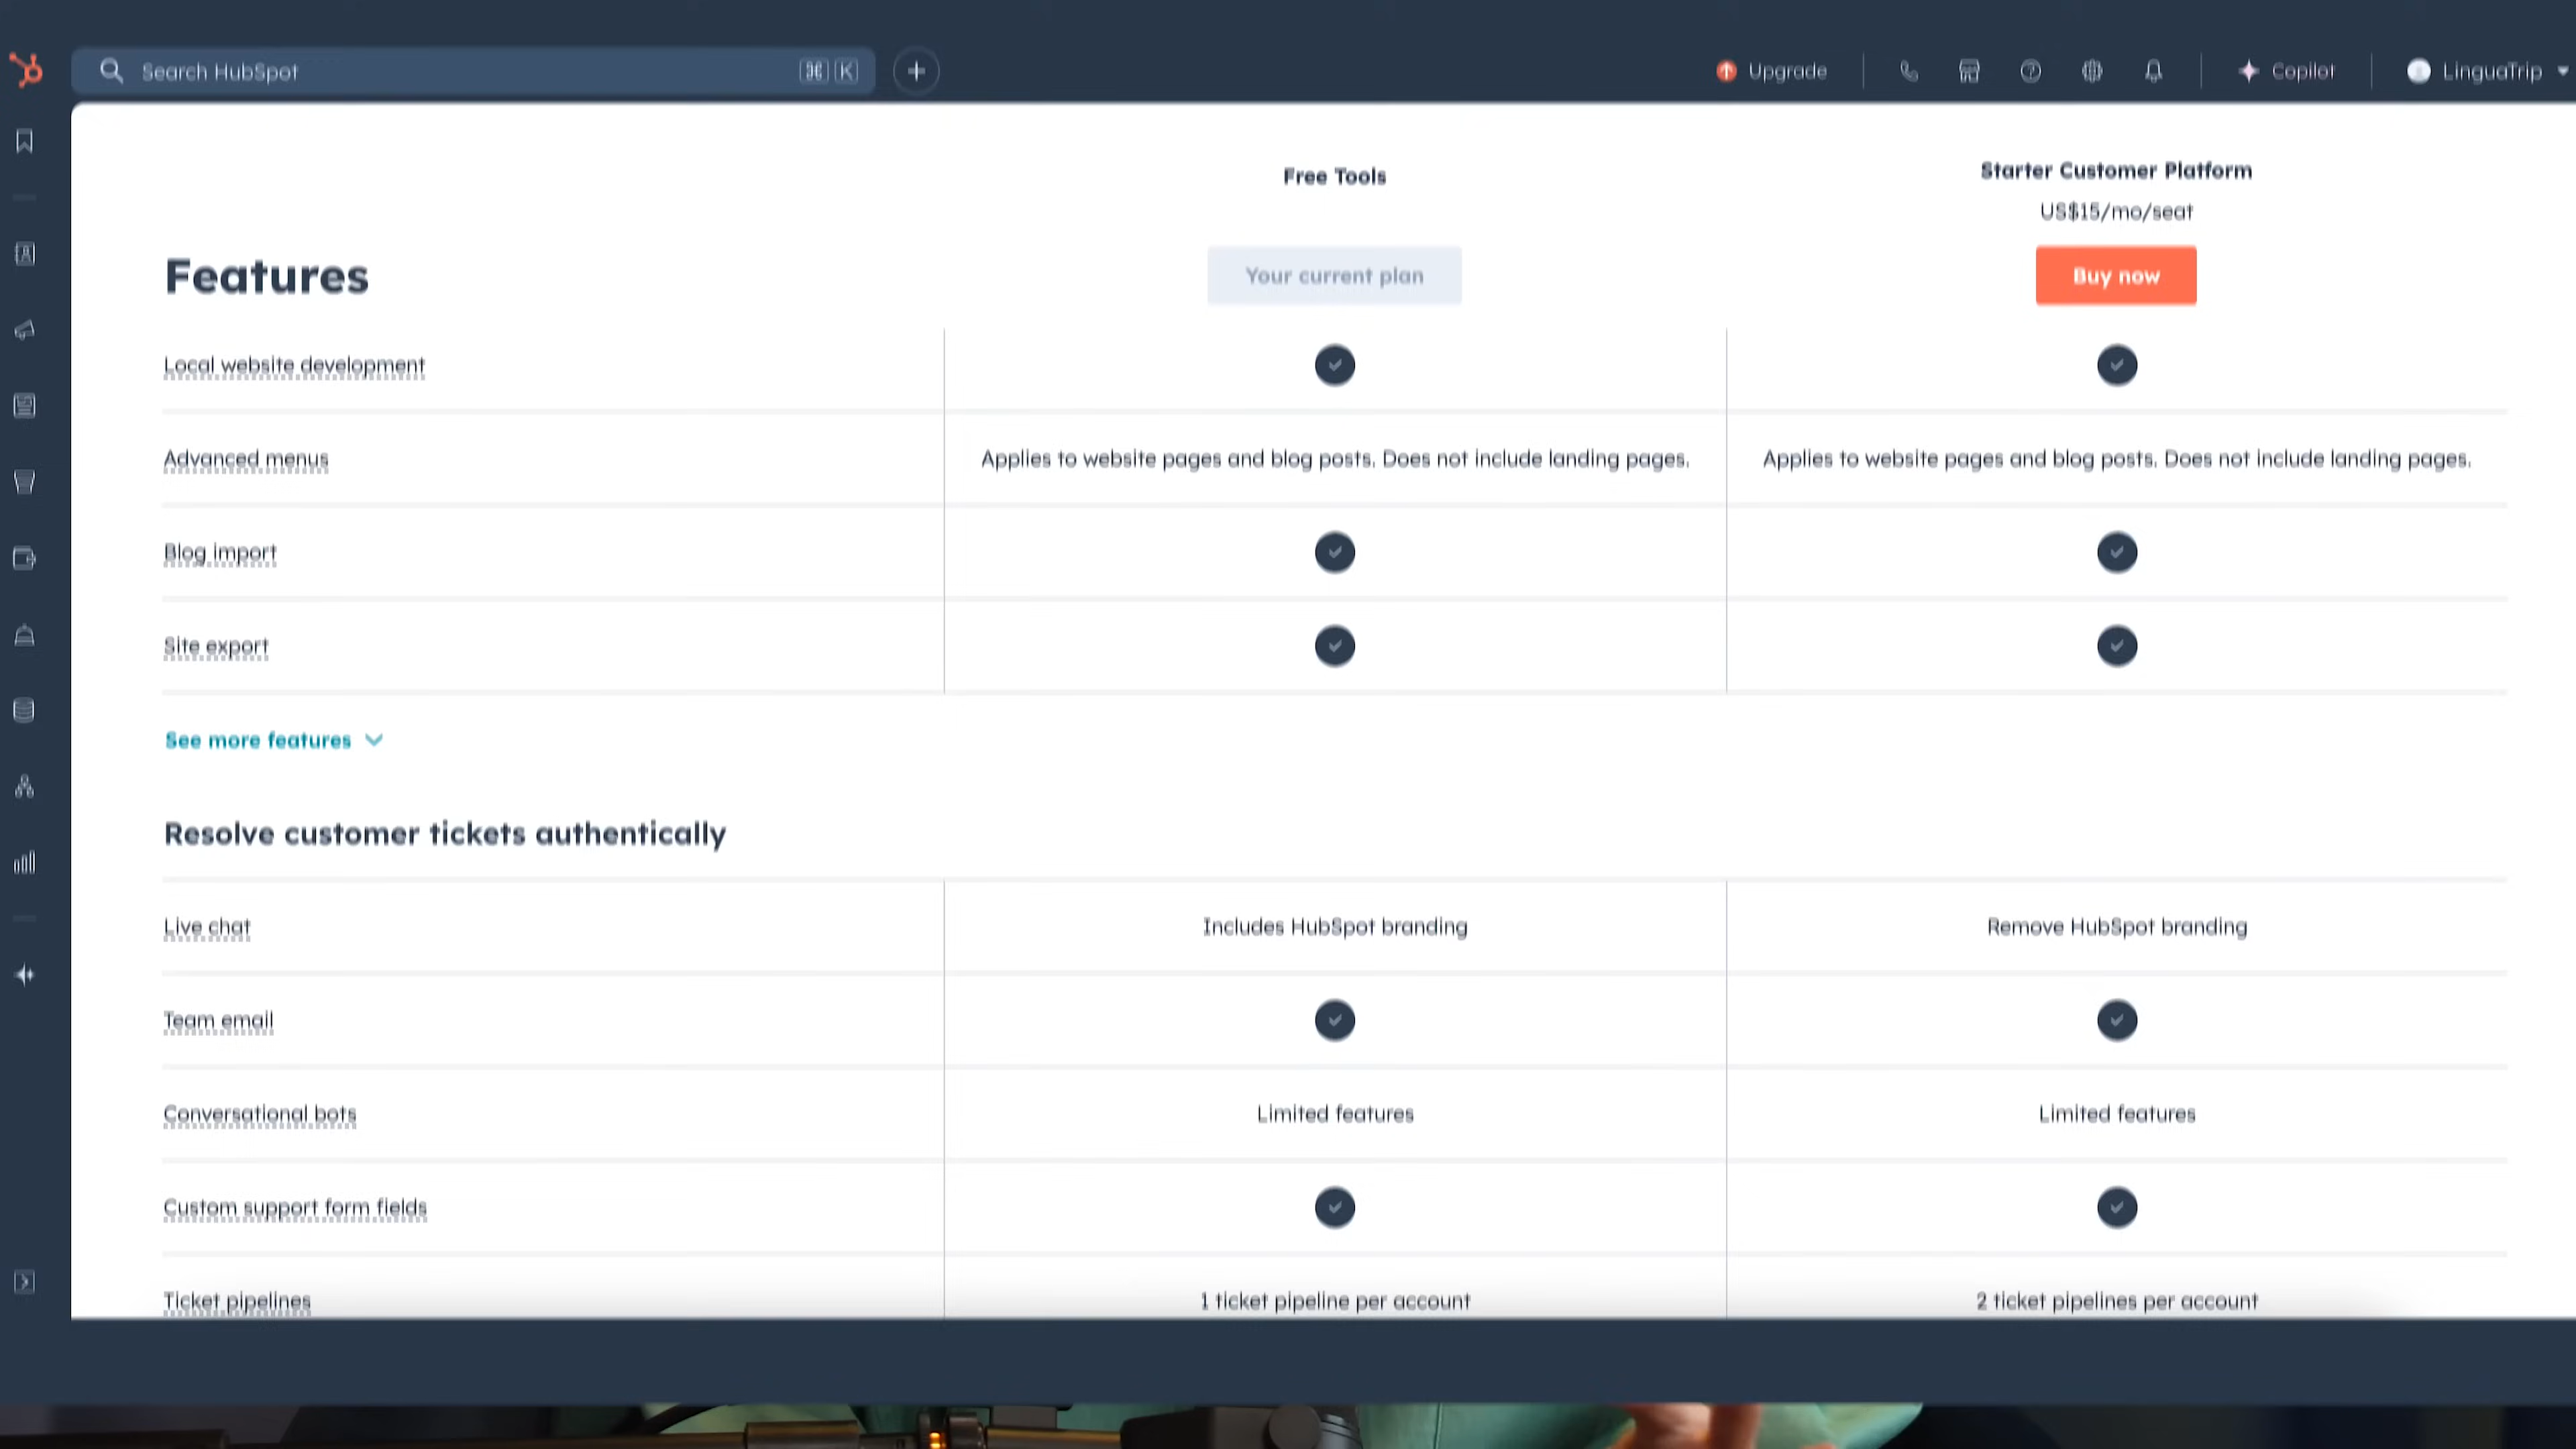 Search HubSpot
⌘ K
Upgrade
Copilot
LinguaTrip
Free Tools
Starter Customer Platform
US$15/mo/seat
Features
Your current plan
Buy now
Local website development
Advanced menus
Applies to website pages and blog posts. Does not include landing pages.
Applies to website pages and blog posts. Does not include landing pages.
Blog import
Site export
See more features
Resolve customer tickets authentically
Live chat
Includes HubSpot branding
Remove HubSpot branding
Team email
Conversational bots
Limited features
Limited features
Custom support form fields
Ticket pipelines
1 ticket pipeline per account
2 ticket pipelines per account